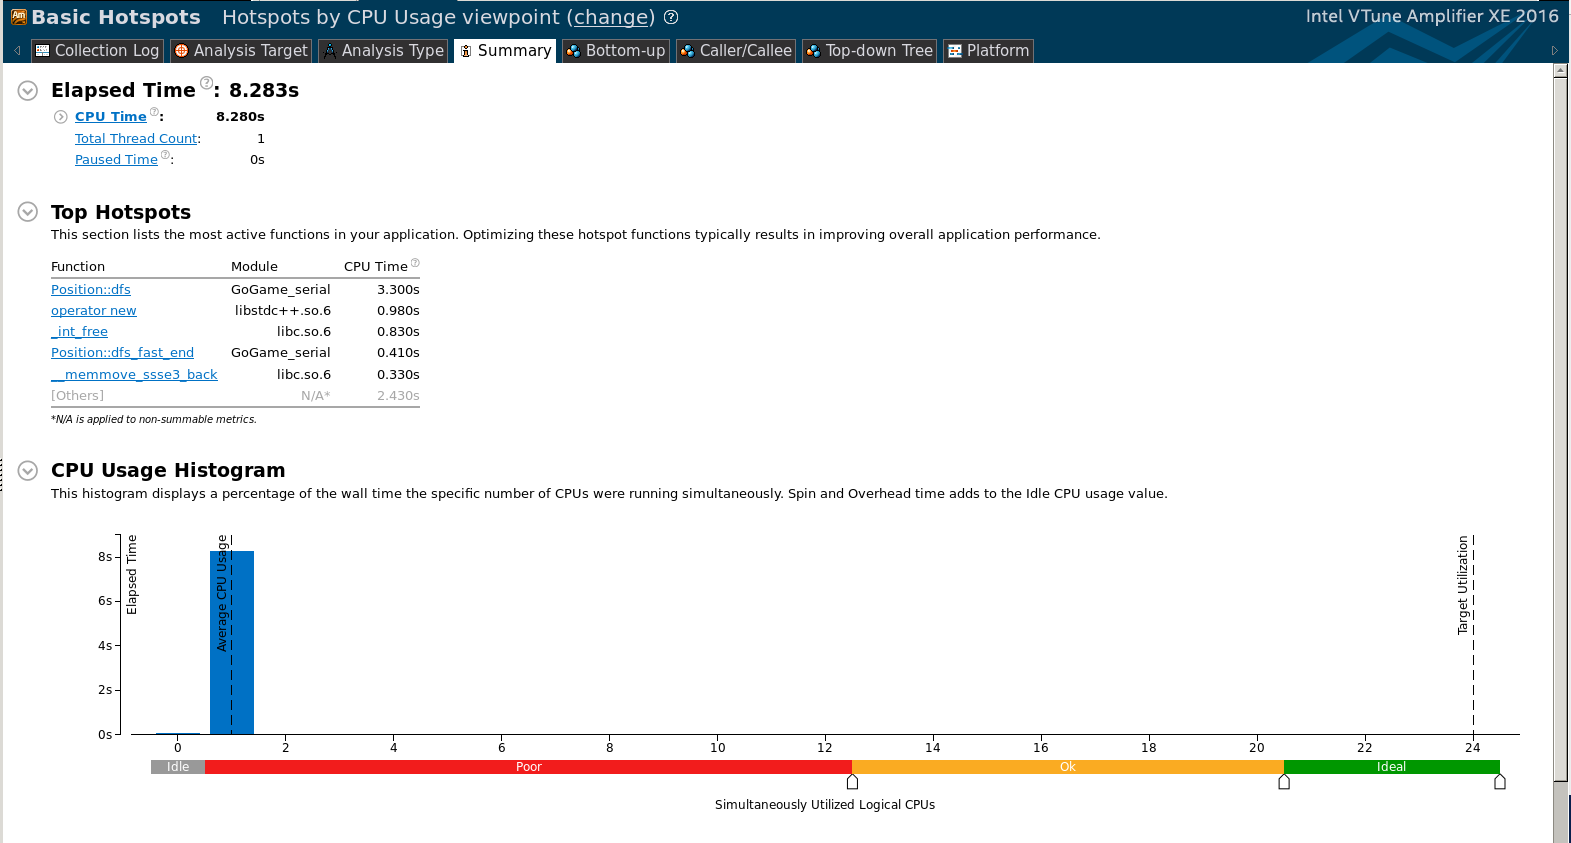 Basic Hotspots Hotspots by CPU Usage viewpoint (change) ? Intel VTune Amplifier XE 2016
Collection Log Analysis Target Analysis Type Summary Bottom-up Caller/Callee Top-down Tree Platform
Elapsed Time ?: 8.283s
CPU Time ?: 8.280s
Total Thread Count: 1
Paused Time ?: 0s
Top Hotspots
This section lists the most active functions in your application. Optimizing these hotspot functions typically results in improving overall application performance.
Function Module CPU Time ?
Position::dfs GoGame_serial 3.300s
operator new libstdc++.so.6 0.980s
_int_free libc.so.6 0.830s
Position::dfs_fast_end GoGame_serial 0.410s
__memmove_ssse3_back libc.so.6 0.330s
[Others] N/A* 2.430s
*N/A is applied to non-summable metrics.
CPU Usage Histogram
This histogram displays a percentage of the wall time the specific number of CPUs were running simultaneously. Spin and Overhead time adds to the Idle CPU usage value.
Elapsed Time
Average CPU Usage
Target Utilization
8s
6s
4s
2s
0s
0 2 4 6 8 10 12 14 16 18 20 22 24
Idle Poor Ok Ideal
Simultaneously Utilized Logical CPUs